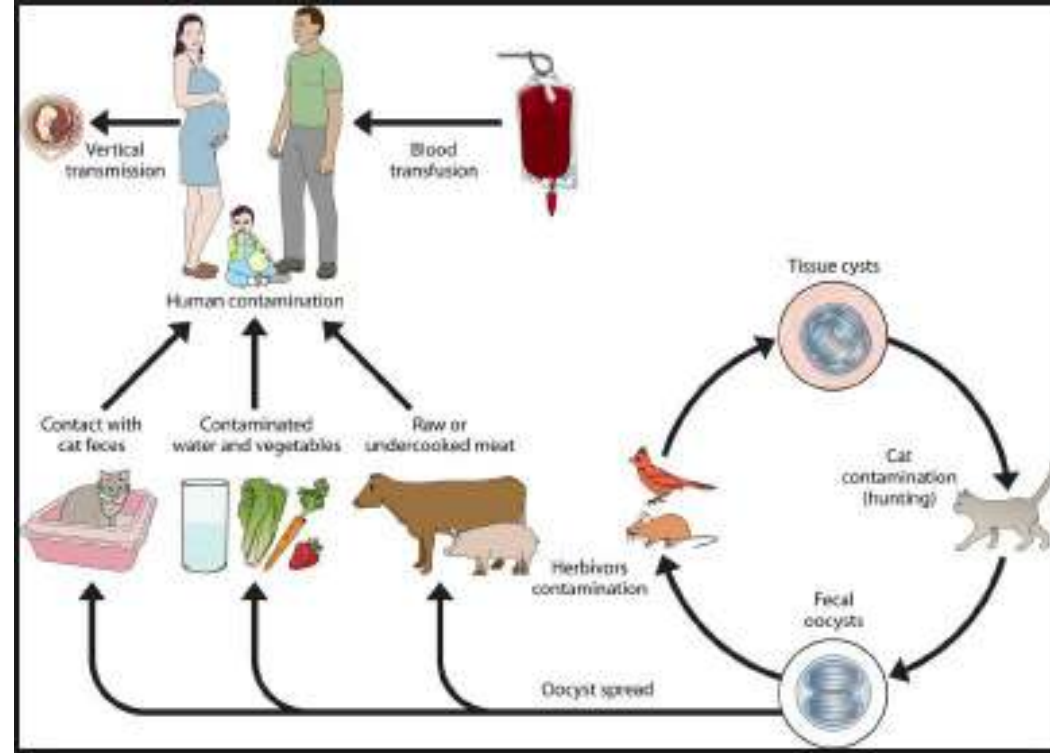 Vertical
transmission
Blood
transfusion
Human contamination
Tissue cysts
Contact with
cat feces
Contaminated
water and vegetables
Raw or
undercooked meat
Cat
contamination
(hunting)
Herbivors
contamination
Fecal
oocysts
Oocyst spread